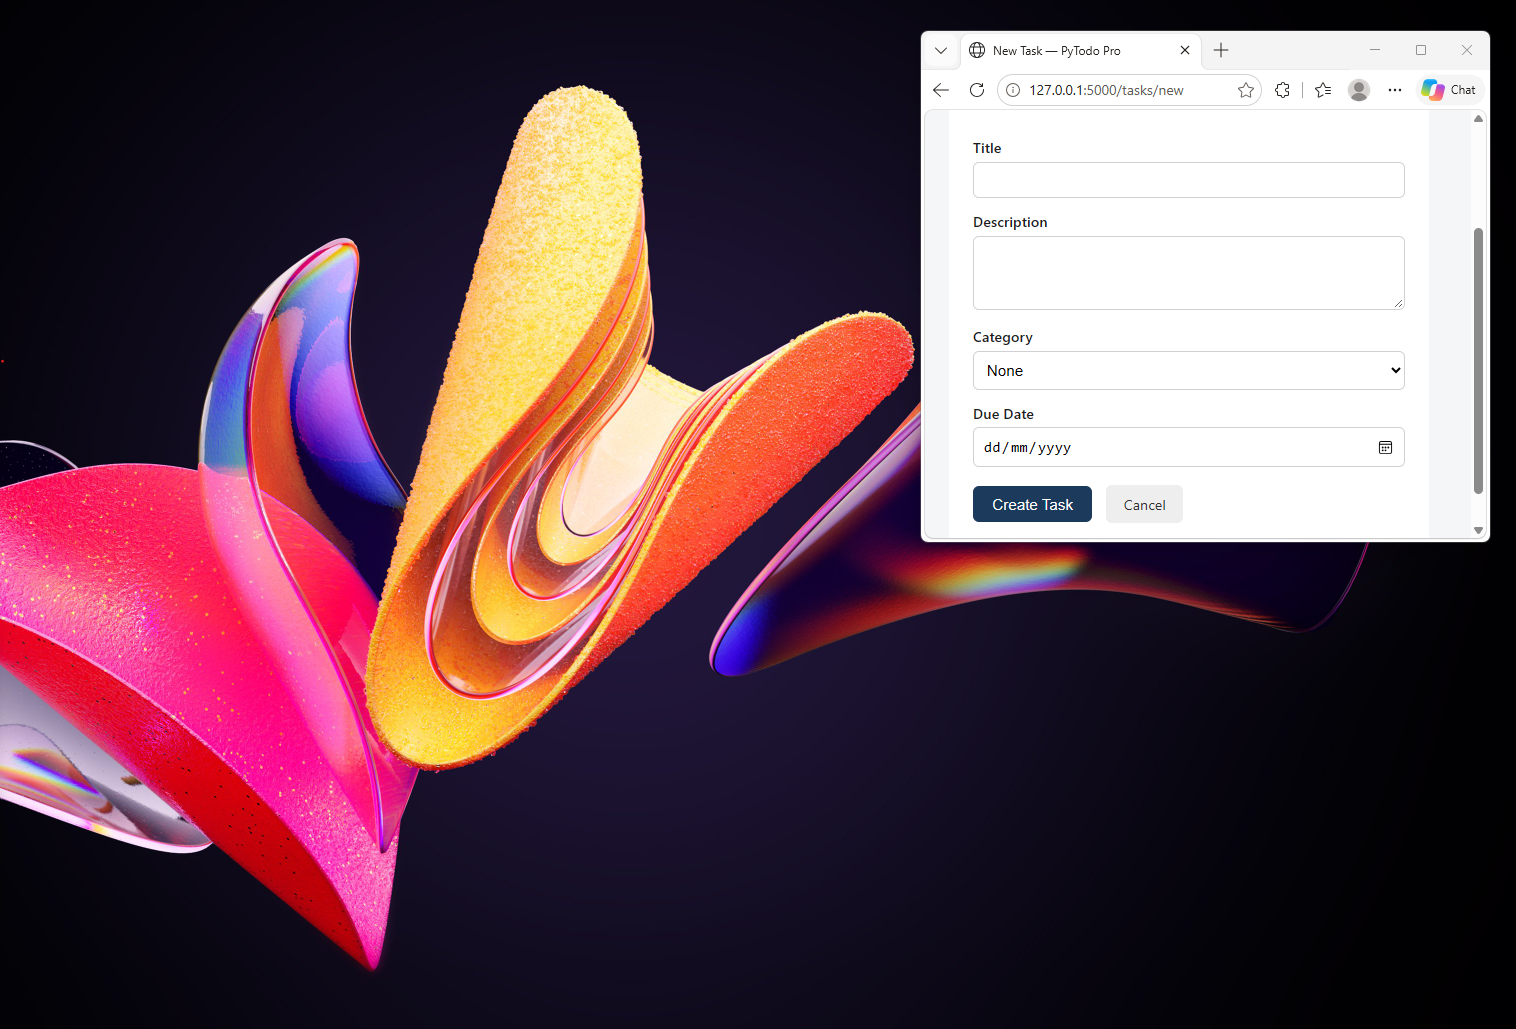 New Task — PyTodo Pro
127.0.0.1:5000/tasks/new
Chat
Title
Description
Category
None
Due Date
dd/mm/yyyy
Create Task
Cancel